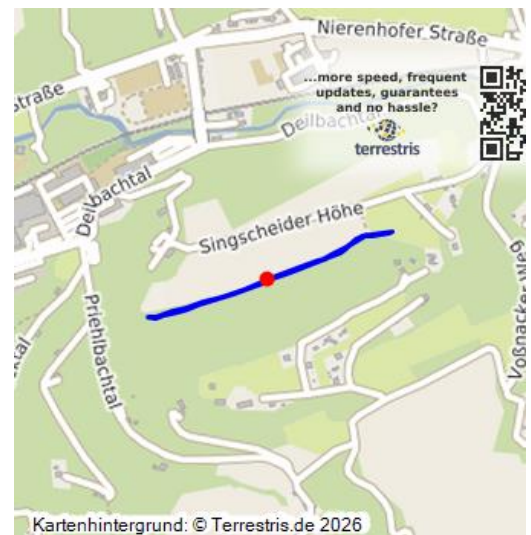 Nierenhofer Straße
...more speed, frequent
updates, guarantees
and no hassle?
terrestris
Straße
Deilbachtal
Deilbachtal
Singscheider Höhe
Voßnacker Weg
Priehlbachtal
Kartenhintergrund: © Terrestris.de 2026